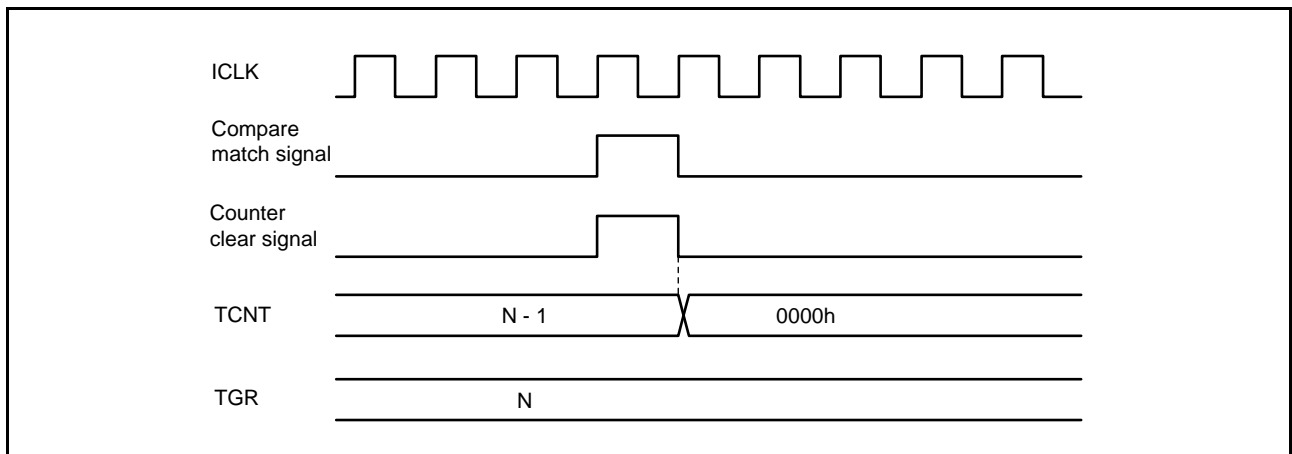 ICLK
Compare
match signal
Counter
clear signal
TCNT
N - 1
0000h
TGR
N